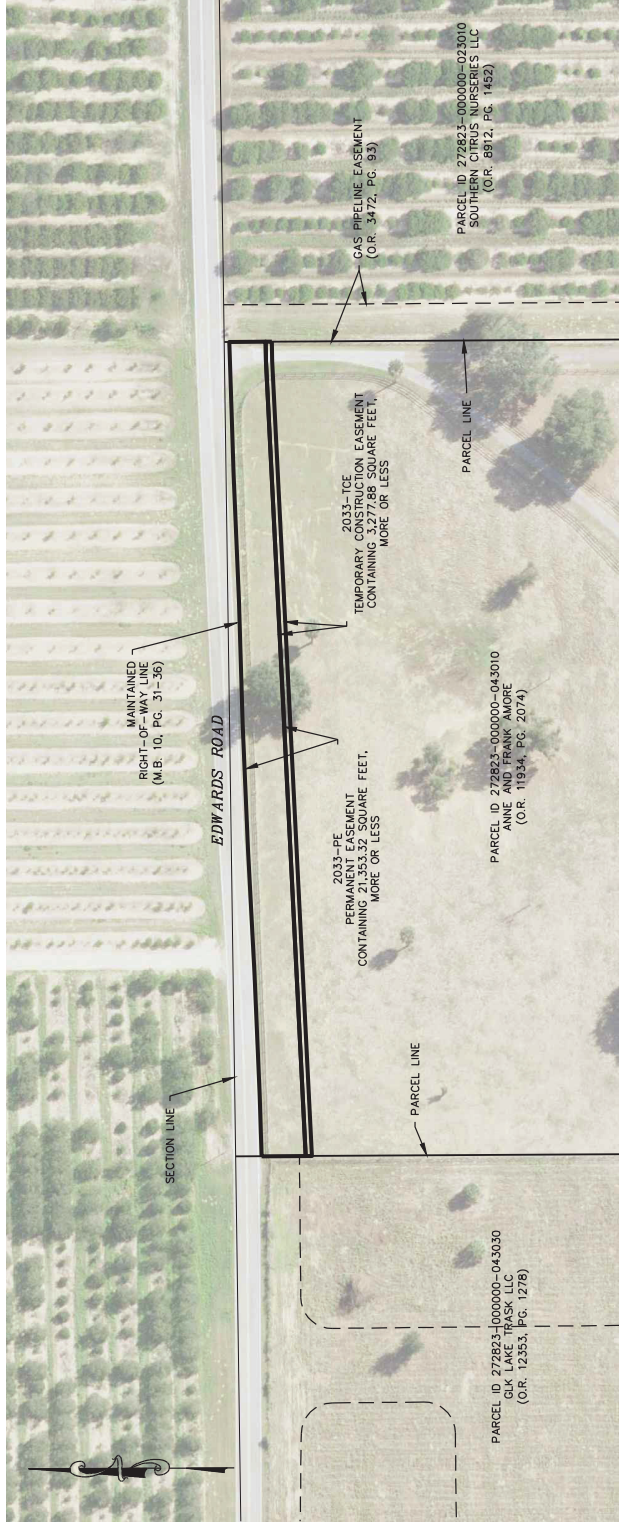 MAINTAINED
RIGHT-OF-WAY LINE
(M.B. 10, PG. 31-36)
SECTION LINE
EDWARDS ROAD
GAS PIPELINE EASEMENT
(O.R. 3472, PG. 93)
PARCEL ID 272823-000000-023010
SOUTHERN CITRUS NURSERIES LLC
(O.R. 8912, PG. 1452)
2033-TCE
TEMPORARY CONSTRUCTION EASEMENT
CONTAINING 3,277.88 SQUARE FEET,
MORE OR LESS
2033-PE
PERMANENT EASEMENT
CONTAINING 21,353.32 SQUARE FEET,
MORE OR LESS
PARCEL LINE
PARCEL LINE
PARCEL ID 272823-000000-043010
ANNE AND FRANK AMORE
(O.R. 11934, PG. 2074)
PARCEL ID 272823-000000-043030
GLK LAKE TRASK LLC
(O.R. 12353, PG. 1278)